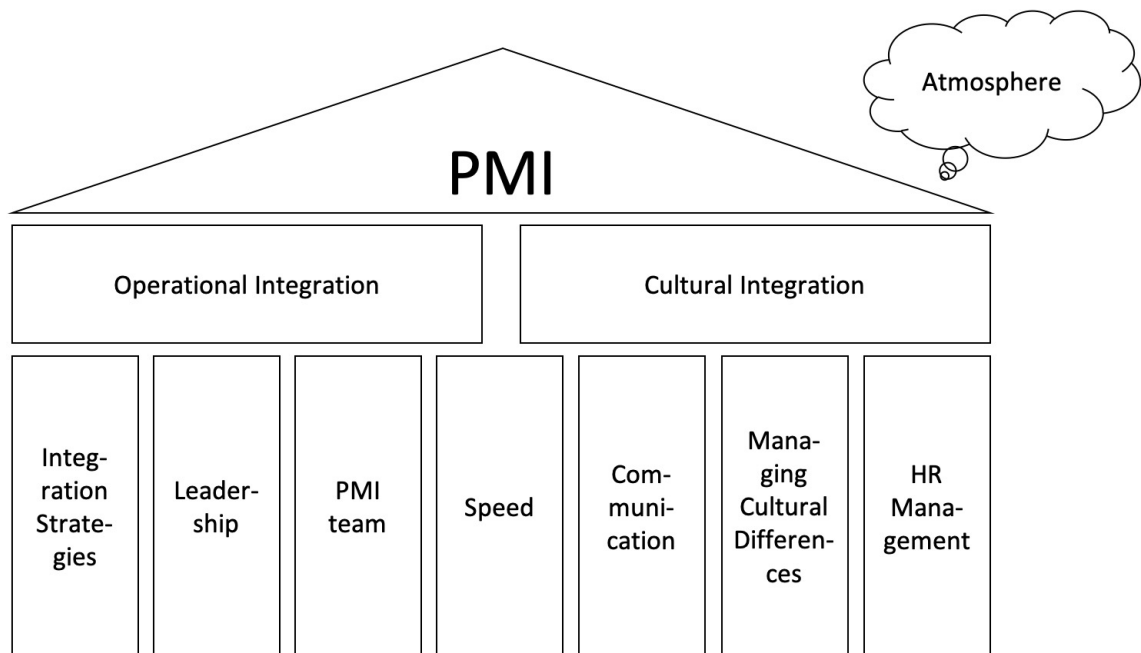 Atmosphere
PMI
Operational Integration
Cultural Integration
Integ-
ration
Strate-
gies
Leader-
ship
PMI
team
Speed
Com-
muni-
cation
Mana-
ging
Cultural
Differen-
ces
HR
Mana-
gement